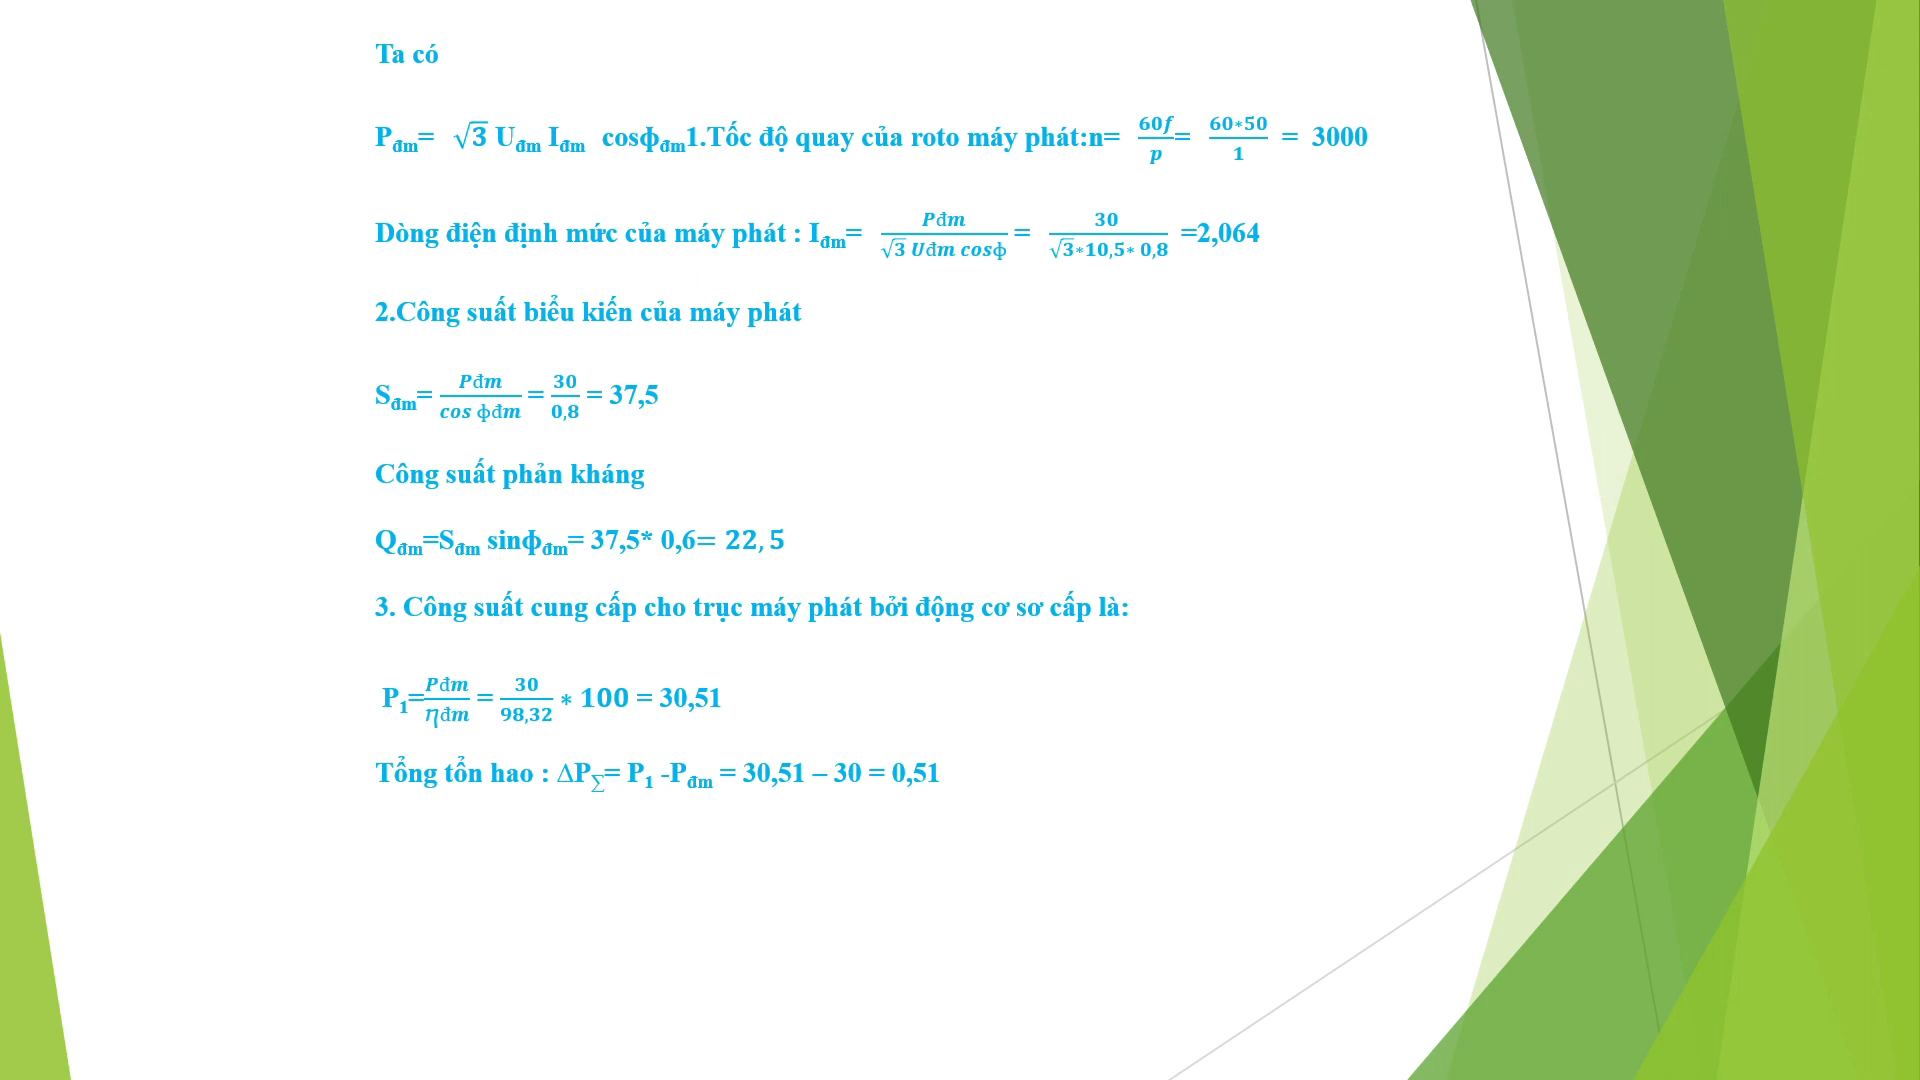 Ta có
Pđm= √3 Uđm Iđm cosфđm1.Tốc độ quay của roto máy phát:n= 60f/p= 60*50/1 = 3000
Dòng điện định mức của máy phát : Iđm= Pđm/(√3 Uđm cosф) = 30/(√3*10,5* 0,8) =2,064
2.Công suất biểu kiến của máy phát
Sđm= Pđm/(cos фđm) = 30/0,8 = 37,5
Công suất phản kháng
Qđm=Sđm sinфđm= 37,5* 0,6= 22,5
3. Công suất cung cấp cho trục máy phát bởi động cơ sơ cấp là:
P1=Pđm/ηđm = 30/98,32 * 100 = 30,51
Tổng tổn hao : ∆P∑= P1 -Pđm = 30,51 – 30 = 0,51